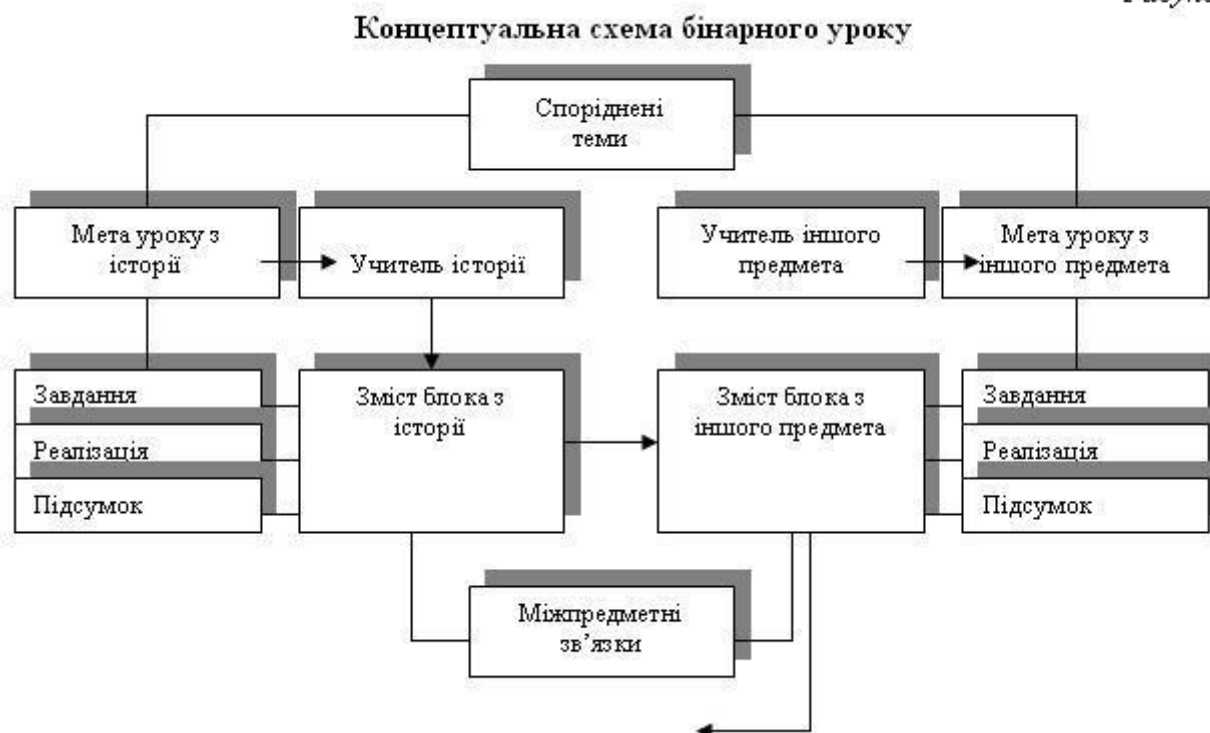 Концептуальна схема бінарного уроку
Споріднені
теми
Мета уроку з
історії
Учитель історії
Учитель іншого
предмета
Мета уроку з
іншого предмета
Завдання
Реалізація
Підсумок
Зміст блока з
історії
Зміст блока з
іншого предмета
Завдання
Реалізація
Підсумок
Міжпредметні
зв’язки